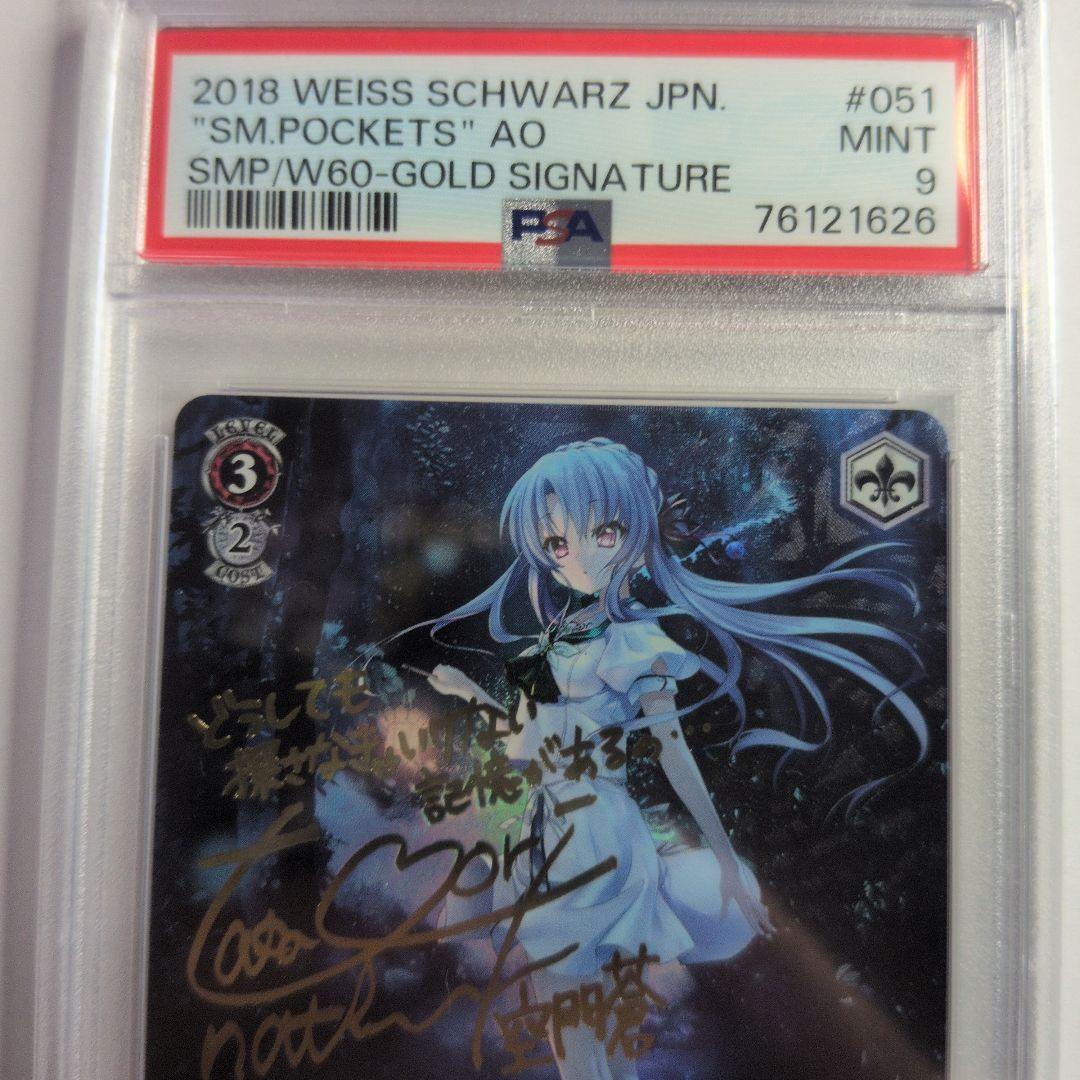 2018 WEISS SCHWARZ JPN. #051
"SM.POCKETS" AO MINT
SMP/W60-GOLD SIGNATURE 9
76121626
PSA
LEVEL
3
2
COST
どうしても
探さなきゃいけない
記憶があるの…
空門蒼